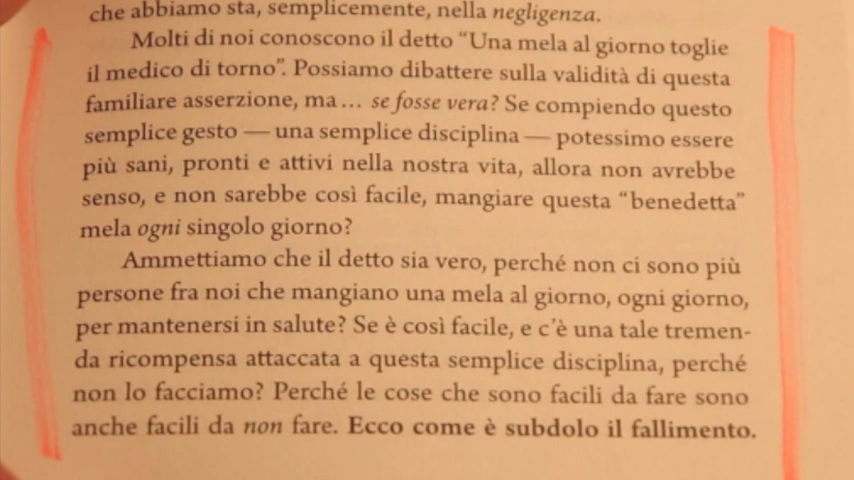 che abbiamo sta, semplicemente, nella negligenza.
Molti di noi conoscono il detto “Una mela al giorno toglie
il medico di torno”. Possiamo dibattere sulla validità di questa
familiare asserzione, ma… se fosse vera? Se compiendo questo
semplice gesto — una semplice disciplina — potessimo essere
più sani, pronti e attivi nella nostra vita, allora non avrebbe
senso, e non sarebbe così facile, mangiare questa “benedetta”
mela ogni singolo giorno?
Ammettiamo che il detto sia vero, perché non ci sono più
persone fra noi che mangiano una mela al giorno, ogni giorno,
per mantenersi in salute? Se è così facile, e c’è una tale tremen-
da ricompensa attaccata a questa semplice disciplina, perché
non lo facciamo? Perché le cose che sono facili da fare sono
anche facili da non fare. Ecco come è subdolo il fallimento.